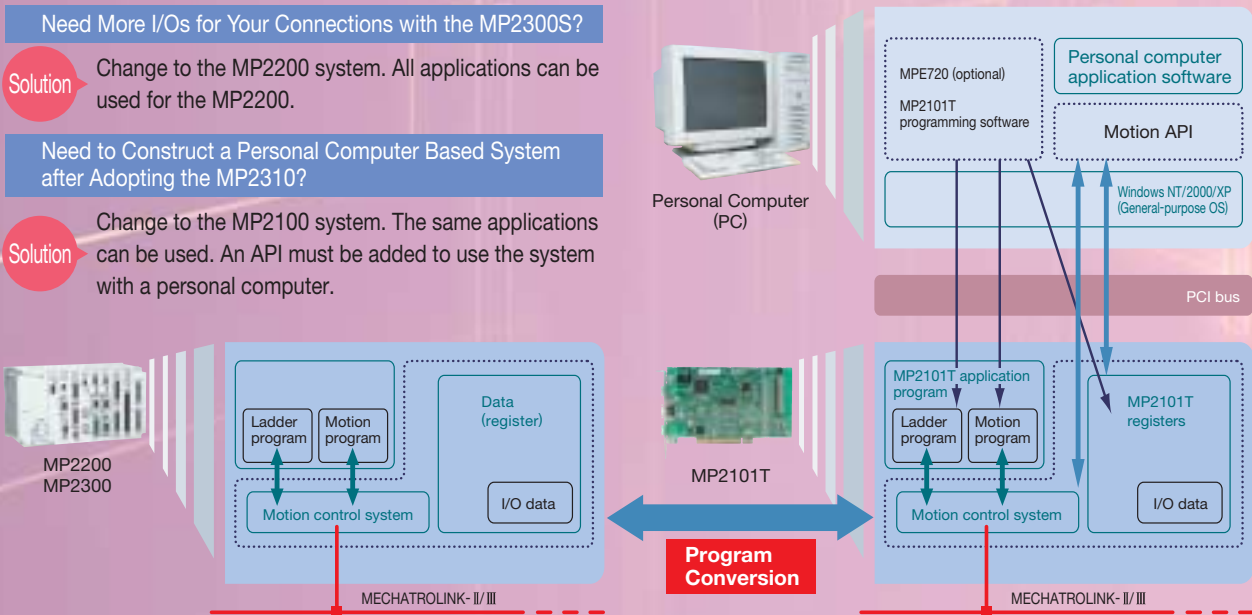 Need More I/Os for Your Connections with the MP2300S?
Solution
Change to the MP2200 system. All applications can be
used for the MP2200.
Need to Construct a Personal Computer Based System
after Adopting the MP2310?
Solution
Change to the MP2100 system. The same applications
can be used. An API must be added to use the system
with a personal computer.
MP2200
MP2300
Ladder
program
Motion
program
Motion control system
Data
(register)
I/O data
MECHATROLINK-Ⅱ/Ⅲ
Program
Conversion
Personal Computer
(PC)
MPE720 (optional)
MP2101T
programming software
Personal computer
application software
Motion API
Windows NT/2000/XP
(General-purpose OS)
PCI bus
MP2101T
MP2101T application
program
Ladder
program
Motion
program
Motion control system
MP2101T
registers
I/O data
MECHATROLINK-Ⅱ/Ⅲ